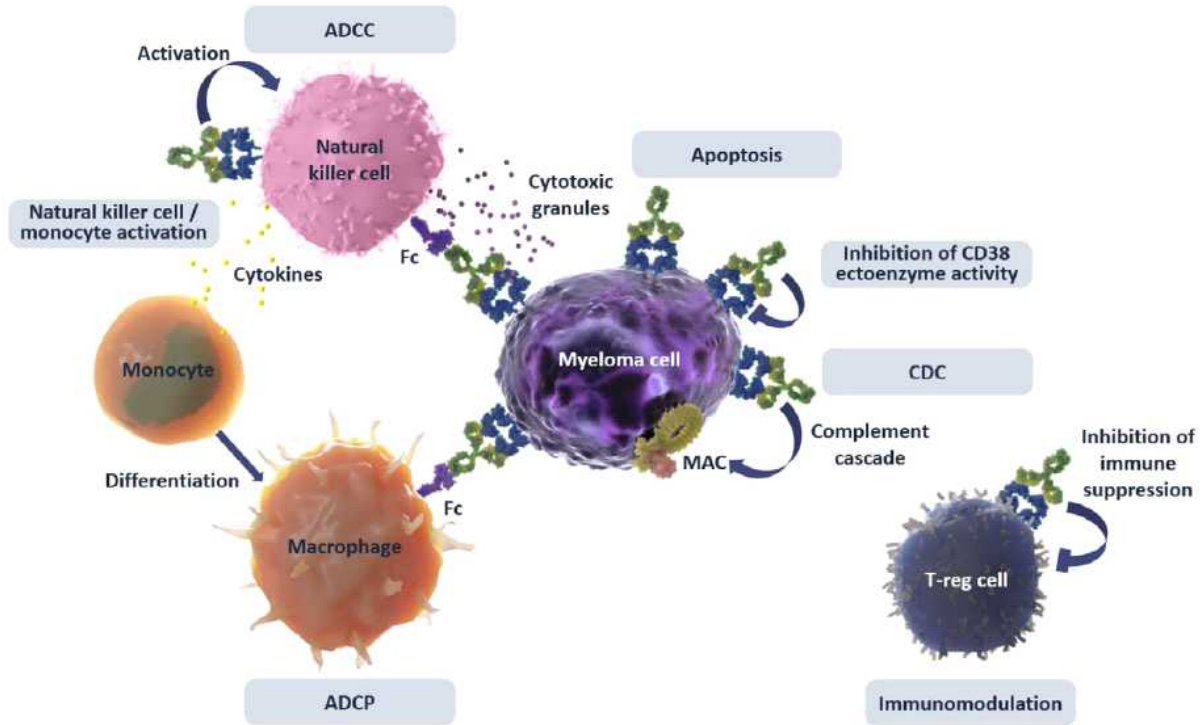 ADCC
Activation
Natural
killer cell
Apoptosis
Cytotoxic
granules
Natural killer cell /
monocyte activation
Fc
Inhibition of CD38
ectoenzyme activity
Cytokines
Monocyte
Myeloma cell
CDC
Complement
cascade
MAC
Inhibition of
immune
suppression
Differentiation
Fc
Macrophage
T-reg cell
ADCP
Immunomodulation